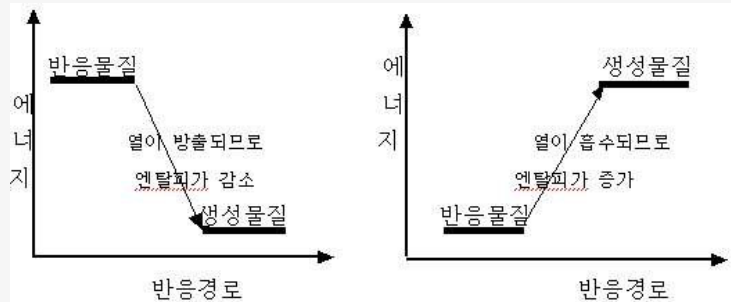 반응물질
에
너
지
열이 방출되므로
엔탈피가 감소
생성물질
반응경로
에
너
지
생성물질
열이 흡수되므로
엔탈피가 증가
반응물질
반응경로